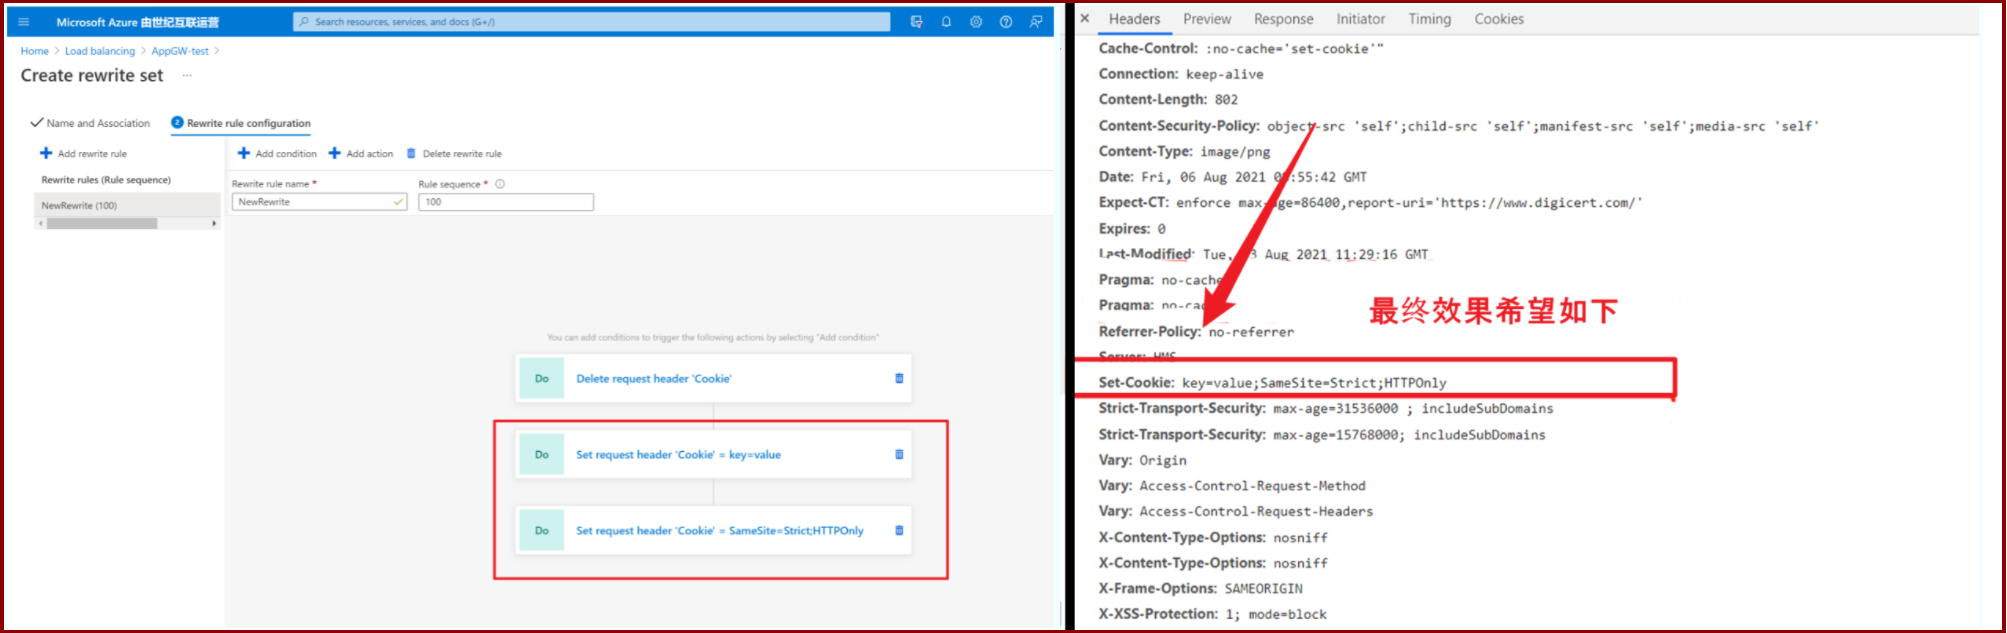 Microsoft Azure 由世纪互联运营
Search resources, services, and docs (G+/)
Home > Load balancing > AppGW-test >
Create rewrite set ...
Name and Association
2 Rewrite rule configuration
+ Add rewrite rule
Rewrite rules (Rule sequence)
NewRewrite (100)
+ Add condition + Add action Delete rewrite rule
Rewrite rule name *
NewRewrite
Rule sequence *
100
You can add conditions to trigger the following actions by selecting "Add condition"
Do Delete request header 'Cookie'
Do Set request header 'Cookie' = key=value
Do Set request header 'Cookie' = SameSite=Strict;HTTPOnly
× Headers Preview Response Initiator Timing Cookies
Cache-Control: :no-cache='set-cookie'"
Connection: keep-alive
Content-Length: 802
Content-Security-Policy: object-src 'self';child-src 'self';manifest-src 'self';media-src 'self'
Content-Type: image/png
Date: Fri, 06 Aug 2021 :55:42 GMT
Expect-CT: enforce max-age=86400,report-uri='https://www.digicert.com/'
Expires: 0
Last-Modified: Tue, 3 Aug 2021 11:29:16 GMT
Pragma: no-cache
Pragma: no-ca
最终效果希望如下
Referrer-Policy: no-referrer
Server: HMS
Set-Cookie: key=value;SameSite=Strict;HTTPOnly
Strict-Transport-Security: max-age=31536000 ; includeSubDomains
Strict-Transport-Security: max-age=15768000; includeSubDomains
Vary: Origin
Vary: Access-Control-Request-Method
Vary: Access-Control-Request-Headers
X-Content-Type-Options: nosniff
X-Content-Type-Options: nosniff
X-Frame-Options: SAMEORIGIN
X-XSS-Protection: 1; mode=block